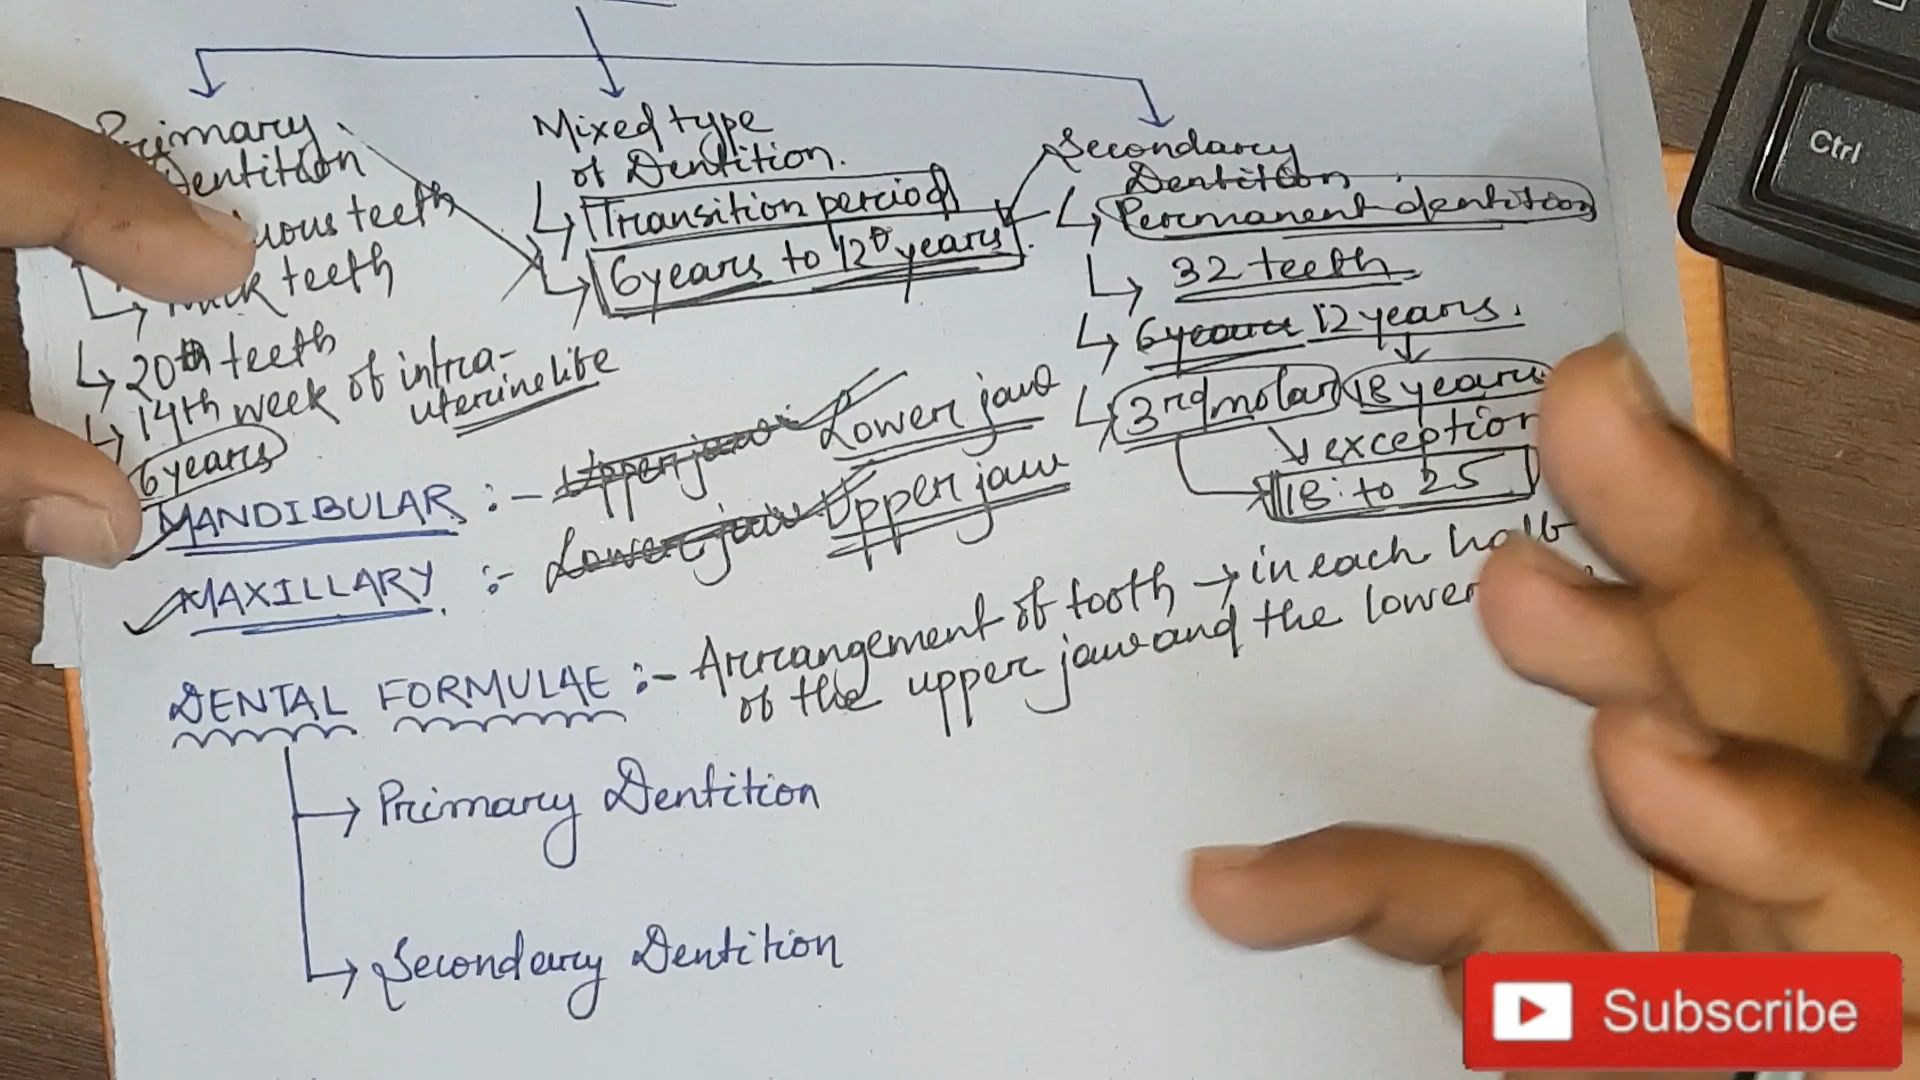 Primary
Dentition
uous teeth
Milk teeth
20th teeth
14th week of intra-
uterine life
6 years
Mixed type
of Dentition.
Transition period
6 years to 12 years.
Secondary
Dentition
Permanent dentition
32 teeth
6 years 12 years.
3rd molar 18 years
exception
18 to 25
MANDIBULAR :- Upper jaw Lower jaw
MAXILLARY :- Lower jaw Upper jaw
DENTAL FORMULAE :- Arrangement of tooth → in each half
of the upper jaw and the lower
Primary Dentition
Secondary Dentition
Ctrl
Subscribe